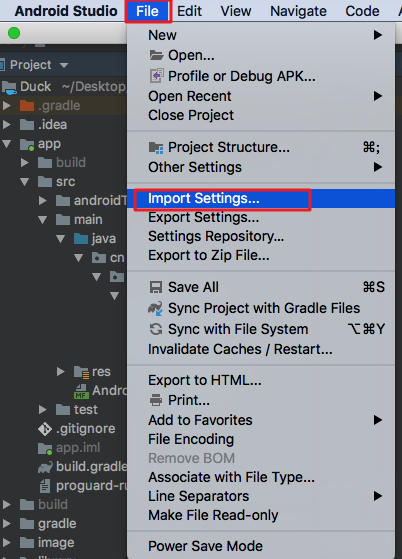 Android Studio File Edit View Navigate Code
Project
Duck ~/Desktop
.gradle
.idea
app
build
src
androidT
main
java
cn
res
Andro
test
.gitignore
app.iml
build.gradle
proguard-ru
build
gradle
image
New
Open...
Profile or Debug APK...
Open Recent
Close Project
Project Structure... ⌘;
Other Settings
Import Settings...
Export Settings...
Settings Repository...
Export to Zip File...
Save All ⌘S
Sync Project with Gradle Files
Sync with File System ⌥⌘Y
Invalidate Caches / Restart...
Export to HTML...
Print...
Add to Favorites
File Encoding
Remove BOM
Associate with File Type...
Line Separators
Make File Read-only
Power Save Mode